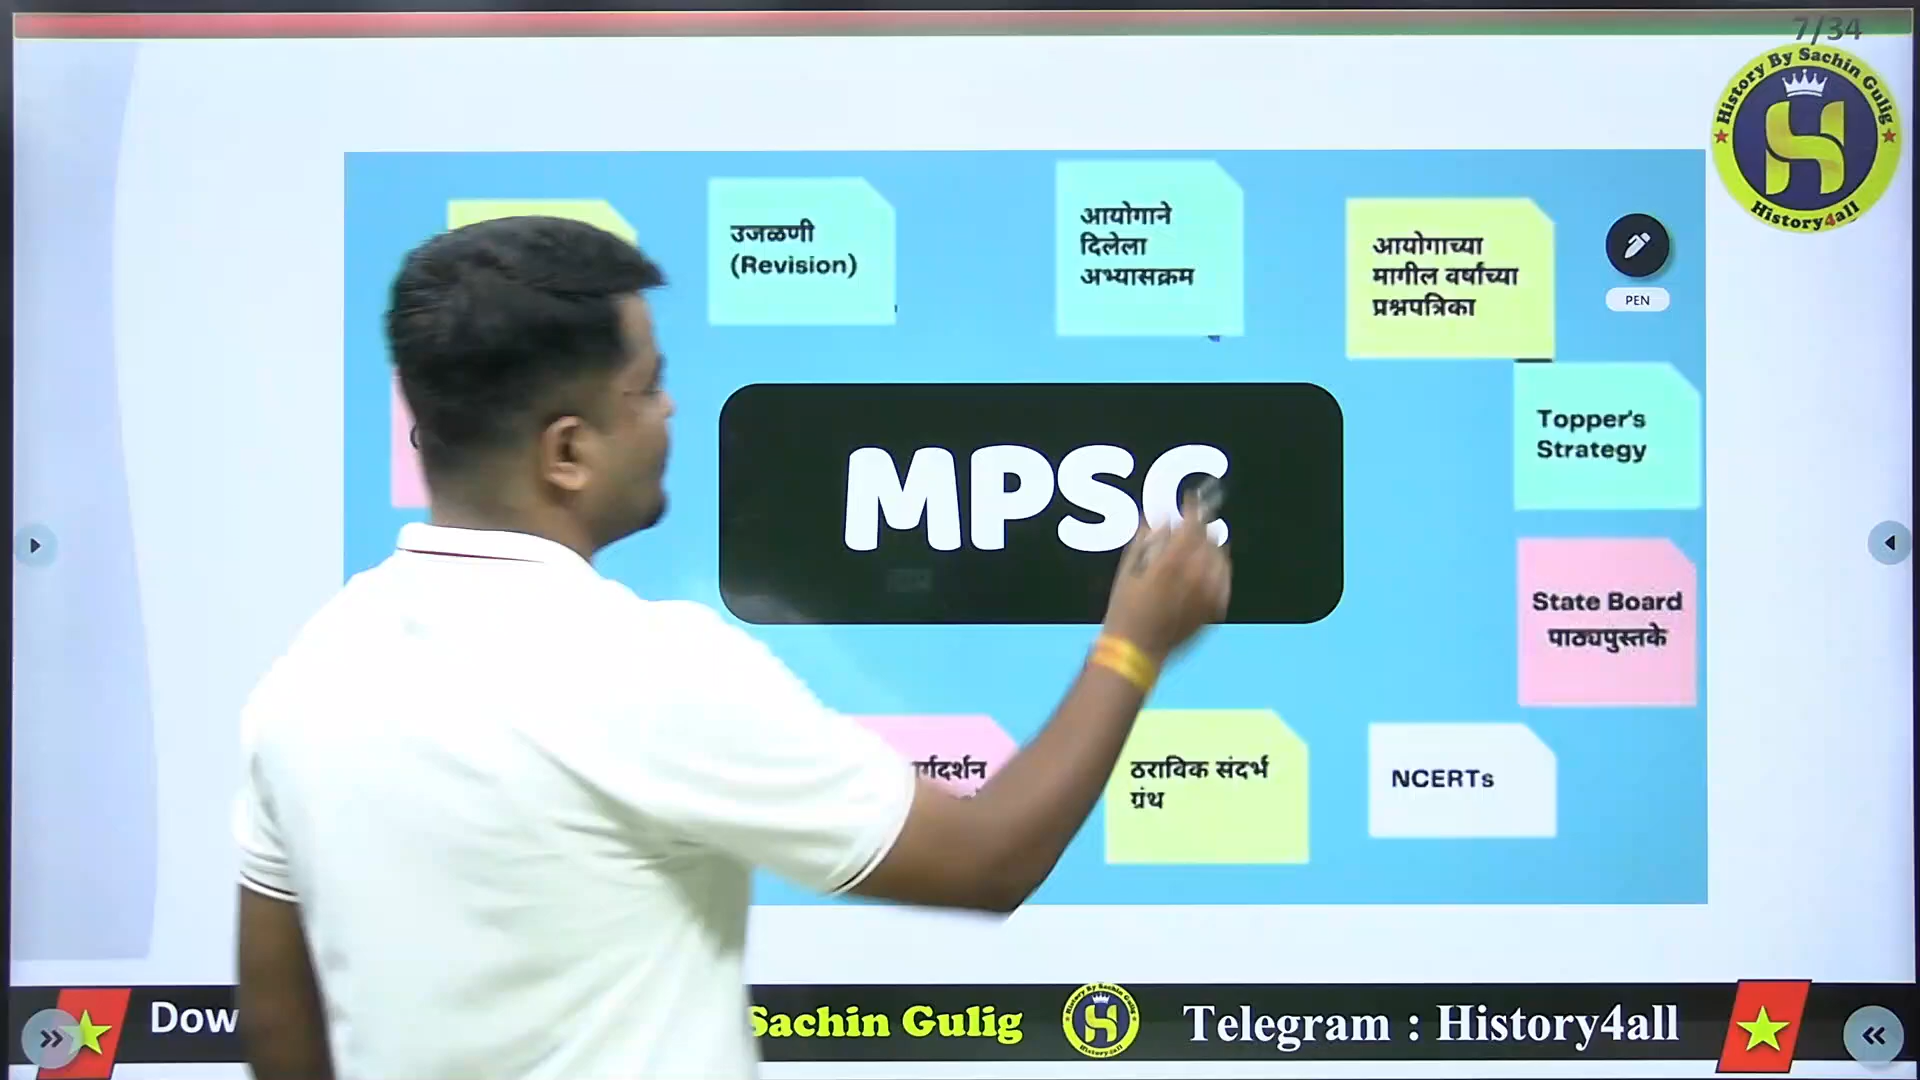 7/34
History By Sachin Gulig
History4all
उजळणी
(Revision)
आयोगाने
दिलेला
अभ्यासक्रम
आयोगाच्या
मागील वर्षांच्या
प्रश्नपत्रिका
PEN
Topper's
Strategy
MPSC
State Board
पाठ्यपुस्तके
ठराविक संदर्भ
ग्रंथ
NCERTs
Sachin Gulig
Telegram : History4all